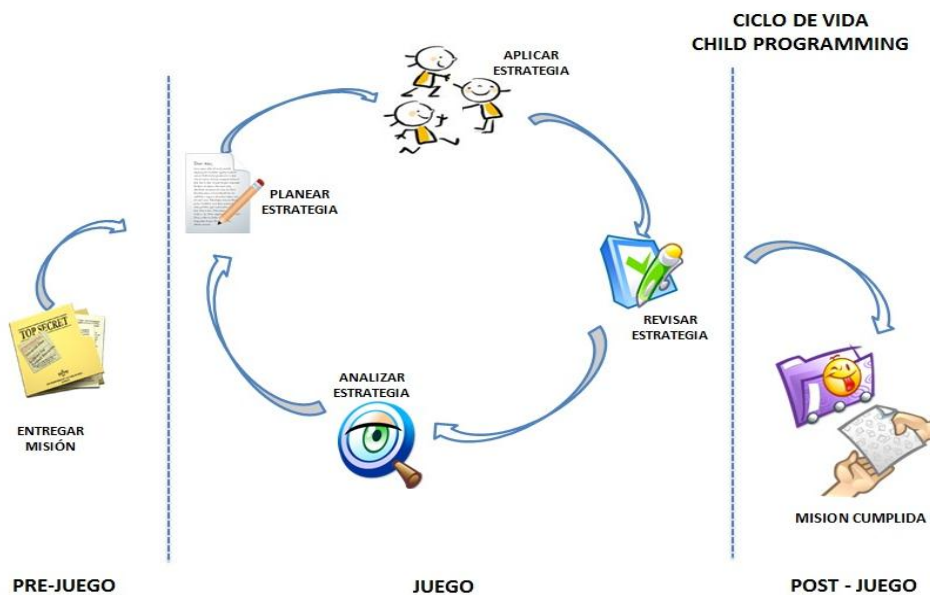 CICLO DE VIDA
CHILD PROGRAMMING
APLICAR
ESTRATEGIA
PLANEAR
ESTRATEGIA
TOP SECRET
REVISAR
ESTRATEGIA
ANALIZAR
ESTRATEGIA
ENTREGAR
MISIÓN
MISION CUMPLIDA
PRE-JUEGO
JUEGO
POST - JUEGO